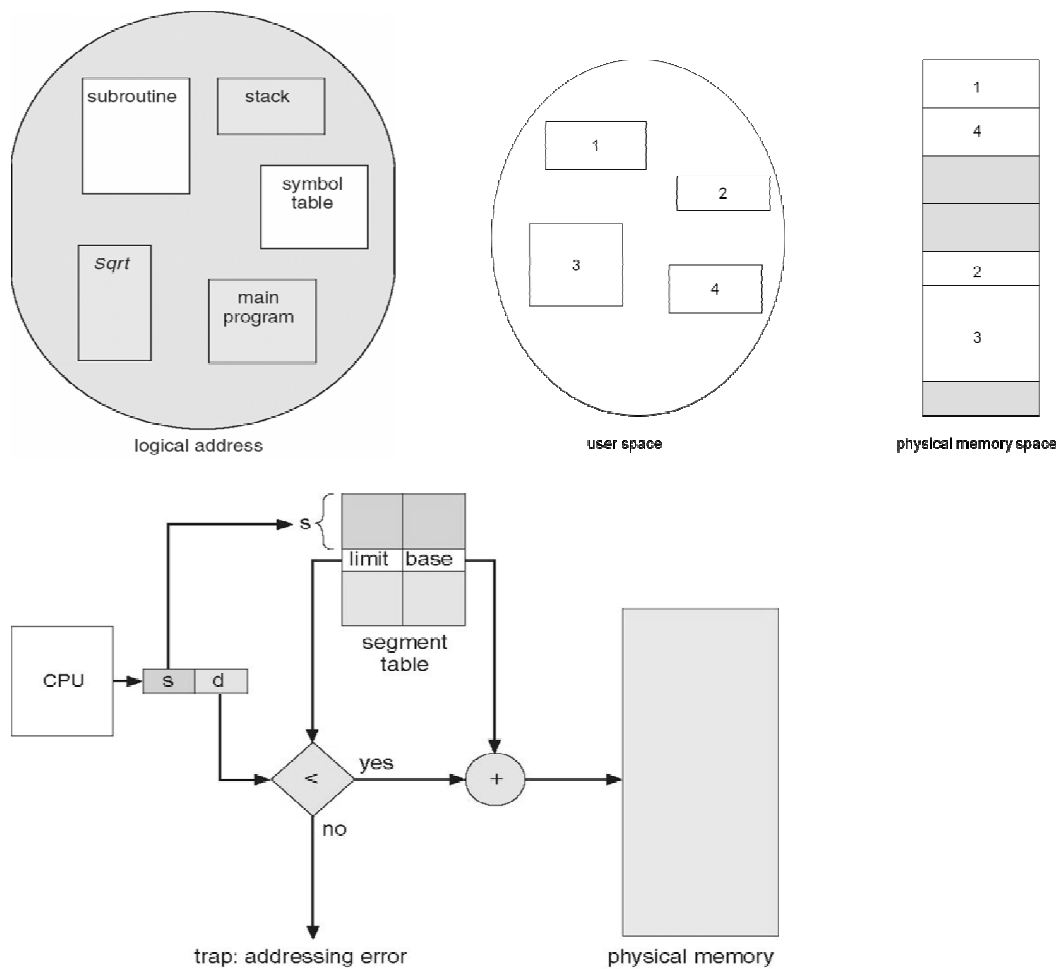 subroutine
stack
symbol
table
Sqrt
main
program
logical address
1
2
3
4
user space
1
4
2
3
physical memory space
s
limit base
segment
table
CPU
s d
<
yes
+
no
trap: addressing error
physical memory